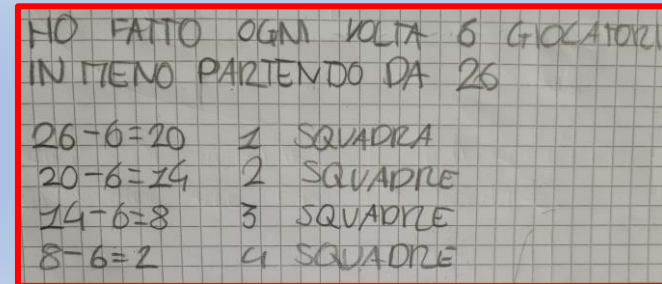 HO FATTO OGNI VOLTA 6 GIOCATORI
IN MENO PARTENDO DA 26
26-6=20 1 SQUADRA
20-6=14 2 SQUADRE
14-6=8 3 SQUADRE
8-6=2 4 SQUADRE